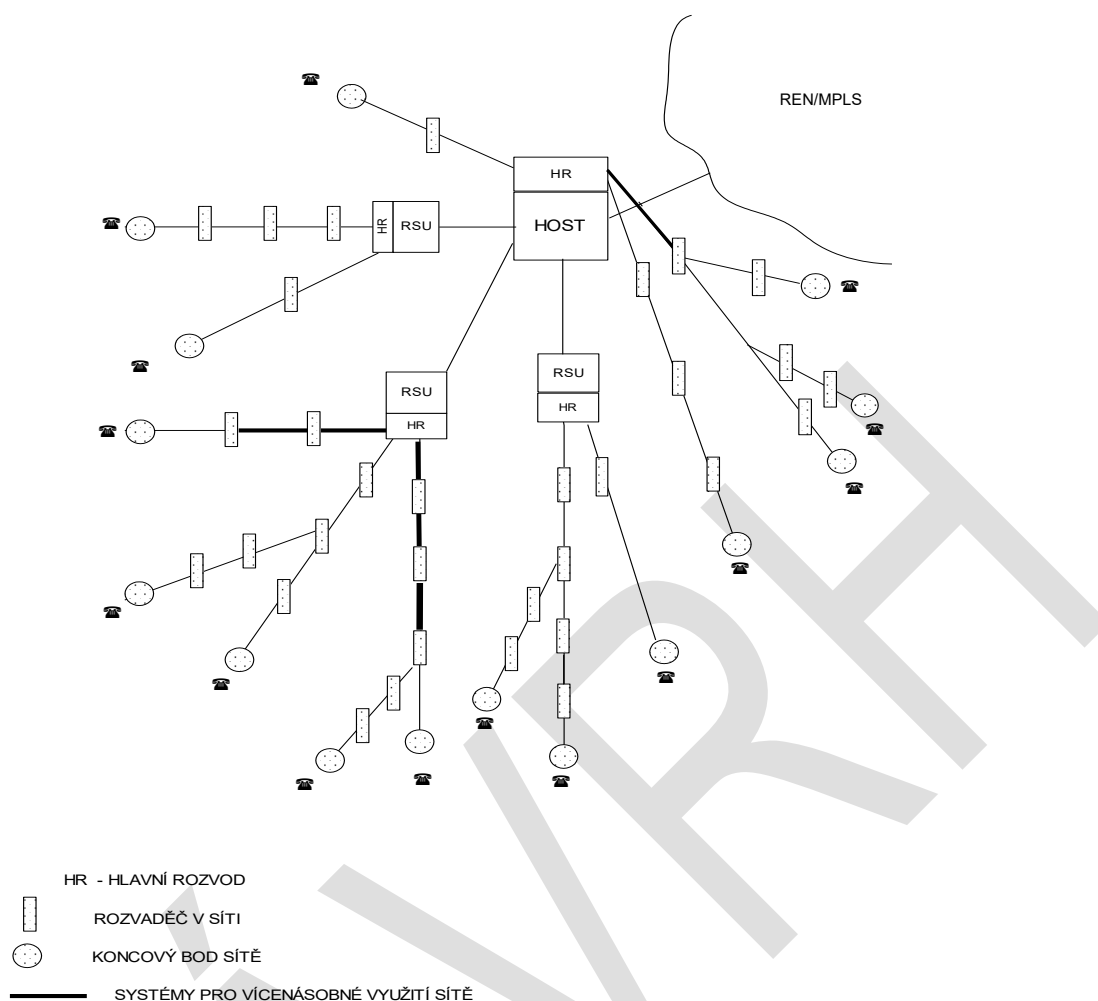 REN/MPLS
HR
HOST
HR
RSU
RSU
HR
RSU
HR
HR - HLAVNÍ ROZVOD
ROZVADĚČ V SÍTI
KONCOVÝ BOD SÍTĚ
SYSTÉMY PRO VÍCENÁSOBNÉ VYUŽITÍ SÍTĚ
ÁVRH